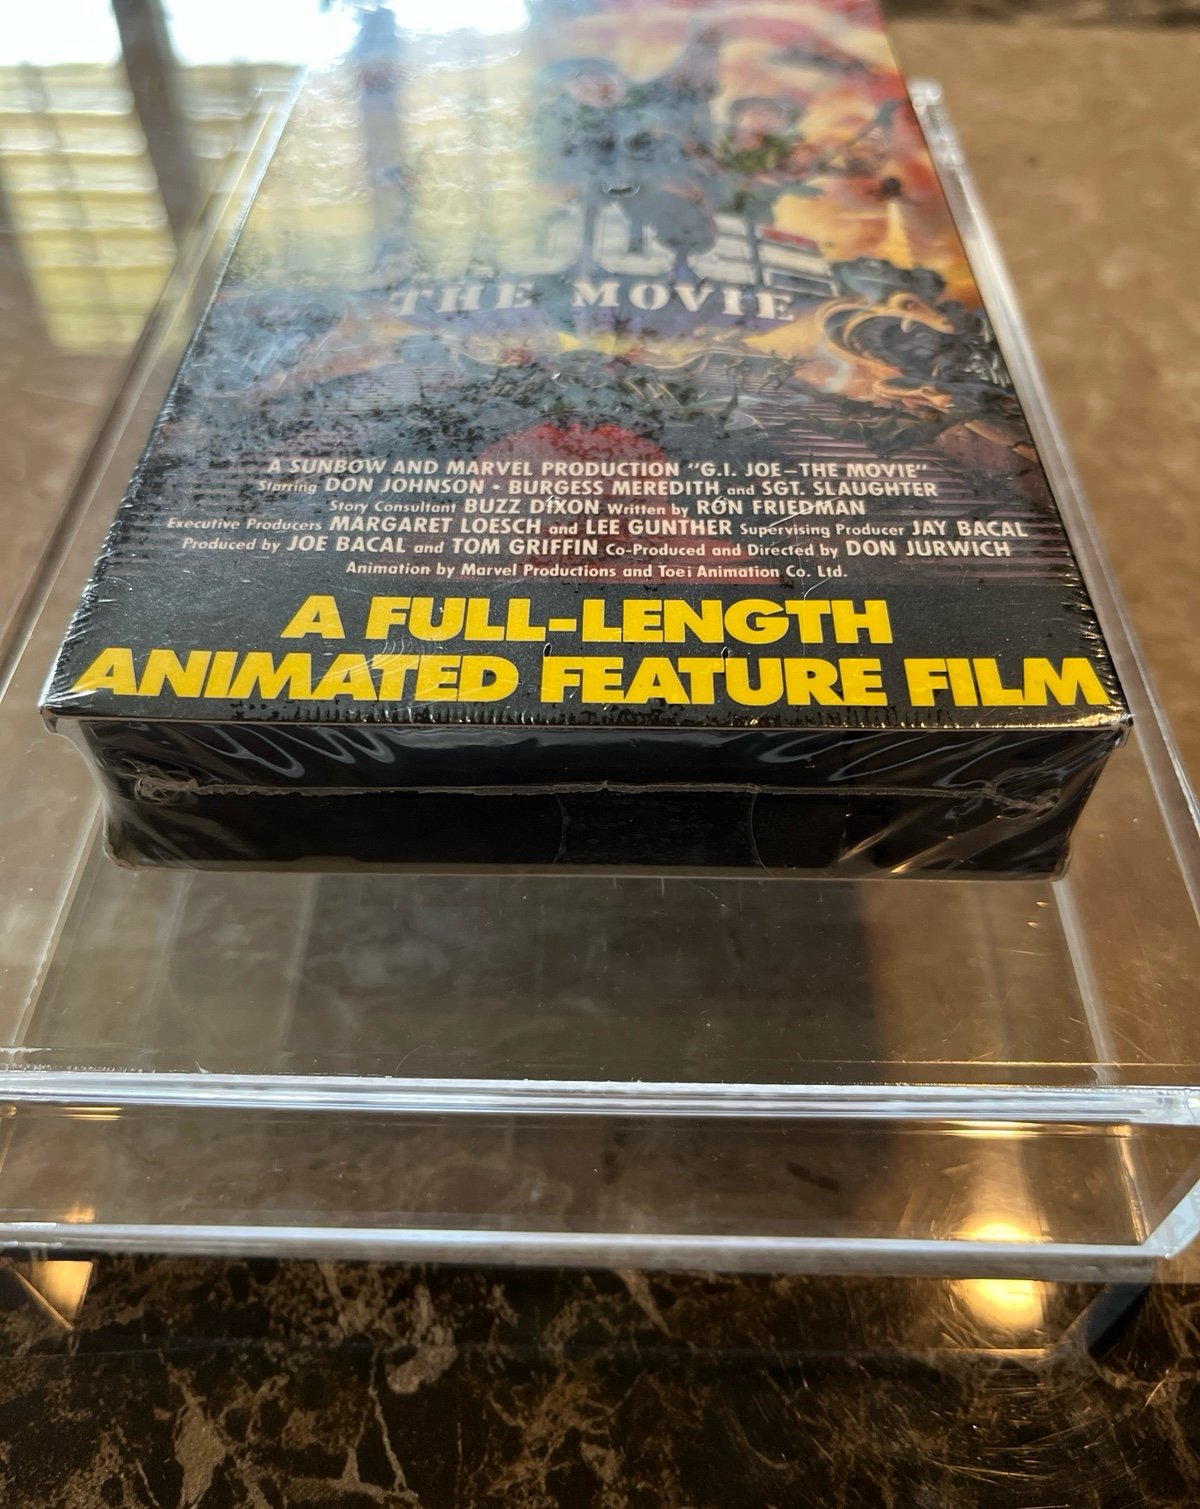 JOE
THE MOVIE
A SUNBOW AND MARVEL PRODUCTION "G.I. JOE—THE MOVIE"
Starring DON JOHNSON • BURGESS MEREDITH and SGT. SLAUGHTER
Story Consultant BUZZ DIXON Written by RON FRIEDMAN
Executive Producers MARGARET LOESCH and LEE GUNTHER Supervising Producer JAY BACAL
Produced by JOE BACAL and TOM GRIFFIN Co-Produced and Directed by DON JURWICH
Animation by Marvel Productions and Toei Animation Co. Ltd.
A FULL-LENGTH
ANIMATED FEATURE FILM